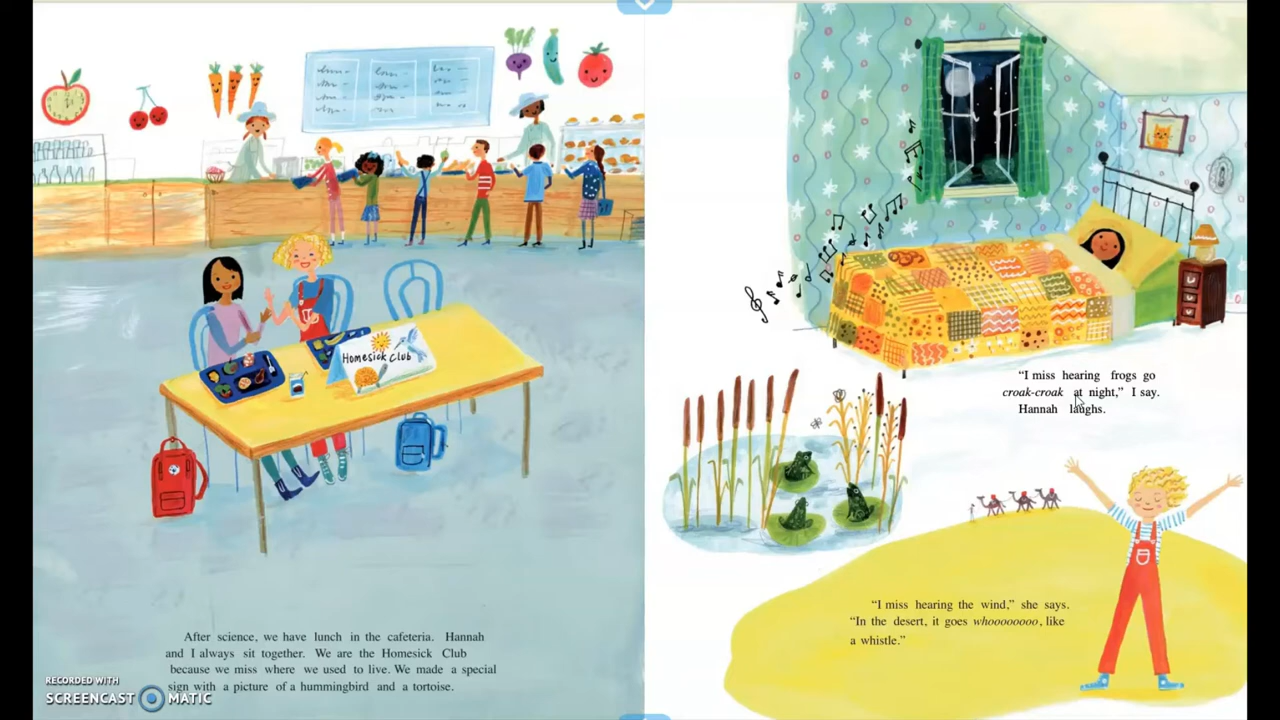 Homesick Club
After science, we have lunch in the cafeteria. Hannah
and I always sit together. We are the Homesick Club
because we miss where we used to live. We made a special
sign with a picture of a hummingbird and a tortoise.
“I miss hearing frogs go
croak-croak at night,” I say.
Hannah laughs.
“I miss hearing the wind,” she says.
“In the desert, it goes whoooooooo, like
a whistle.”
RECORDED WITH
SCREENCAST MATIC